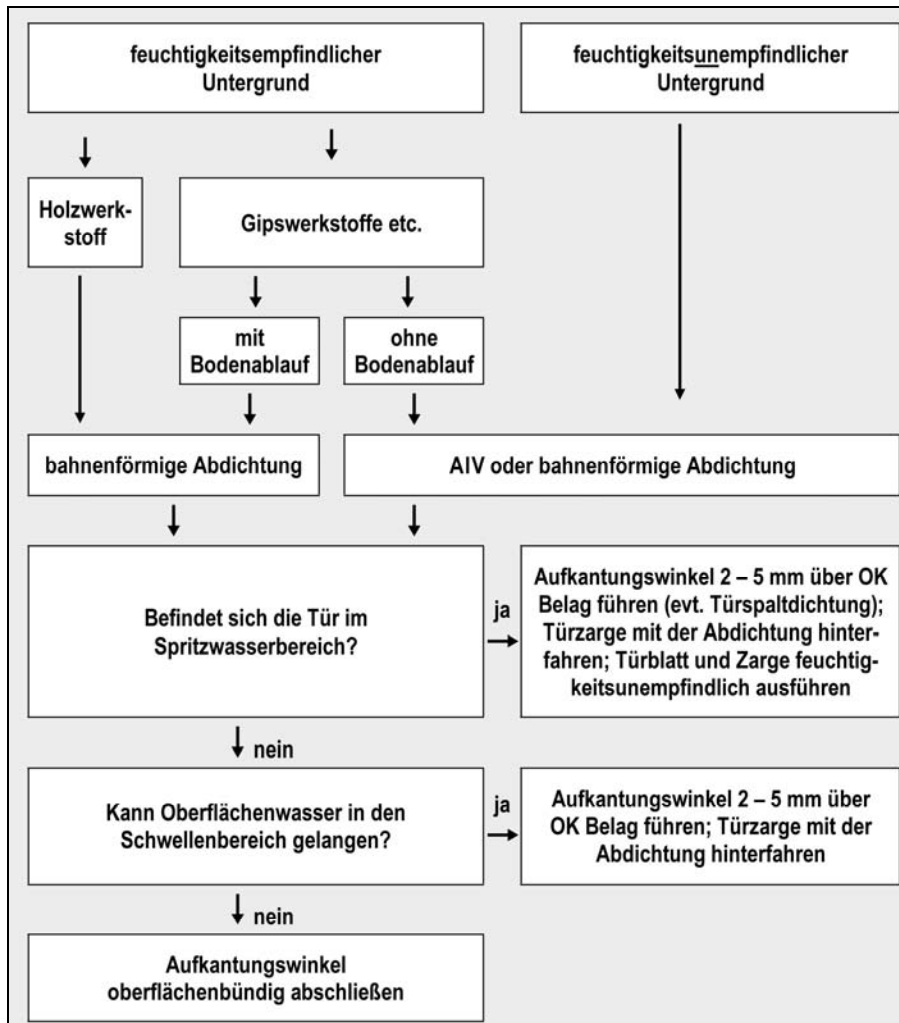 feuchtigkeitsempfindlicher
Untergrund
feuchtigkeitsunempfindlicher
Untergrund
Holzwerk-
stoff
Gipswerkstoffe etc.
mit
Bodenablauf
ohne
Bodenablauf
bahnenförmige Abdichtung
AIV oder bahnenförmige Abdichtung
Befindet sich die Tür im
Spritzwasserbereich?
ja
Aufkantungswinkel 2 – 5 mm über OK
Belag führen (evt. Türspaltdichtung);
Türzarge mit der Abdichtung hinter-
fahren; Türblatt und Zarge feuchtig-
keitsunempfindlich ausführen
nein
Kann Oberflächenwasser in den
Schwellenbereich gelangen?
ja
Aufkantungswinkel 2 – 5 mm über
OK Belag führen; Türzarge mit der
Abdichtung hinterfahren
nein
Aufkantungswinkel
oberflächenbündig abschließen